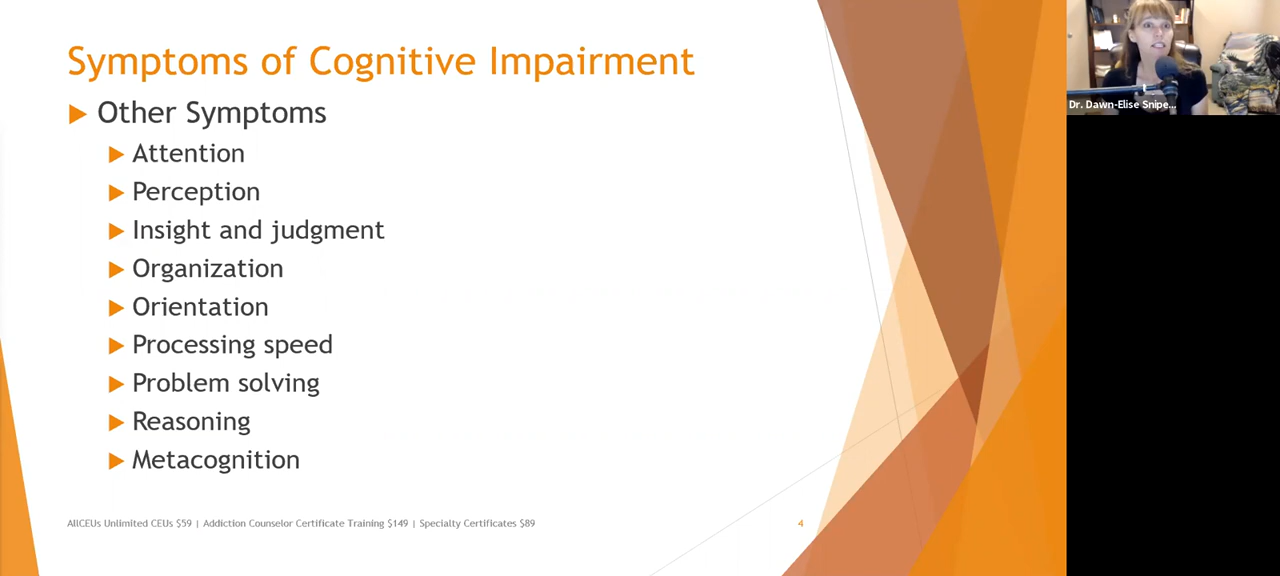 Symptoms of Cognitive Impairment
Other Symptoms
Attention
Perception
Insight and judgment
Organization
Orientation
Processing speed
Problem solving
Reasoning
Metacognition
AllCEUs Unlimited CEUs $59 | Addiction Counselor Certificate Training $149 | Specialty Certificates $89
4
Dr. Dawn-Elise Snipe...